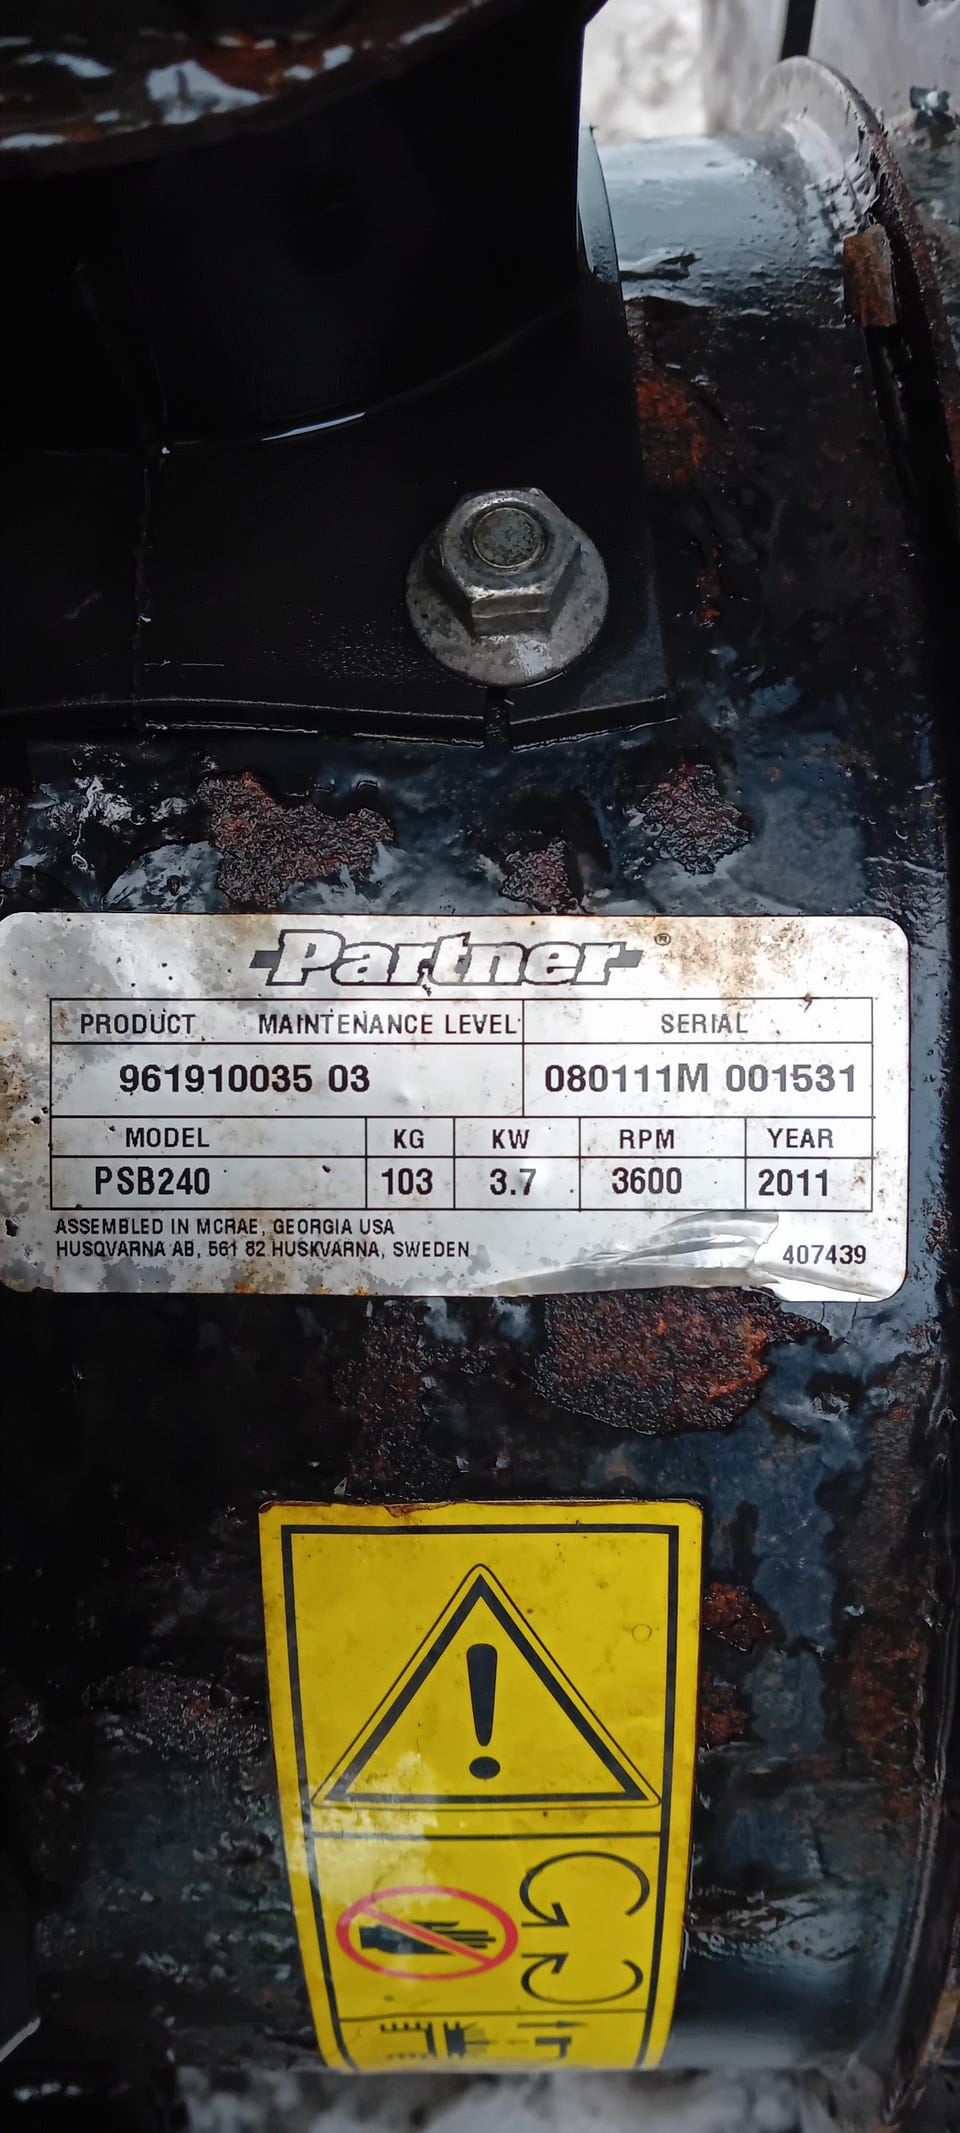 Partner®
PRODUCT MAINTENANCE LEVEL SERIAL
961910035 03 080111M 001531
MODEL KG KW RPM YEAR
PSB240 103 3.7 3600 2011
ASSEMBLED IN MCRAE, GEORGIA USA
HUSQVARNA AB, 561 82 HUSKVARNA, SWEDEN 407439